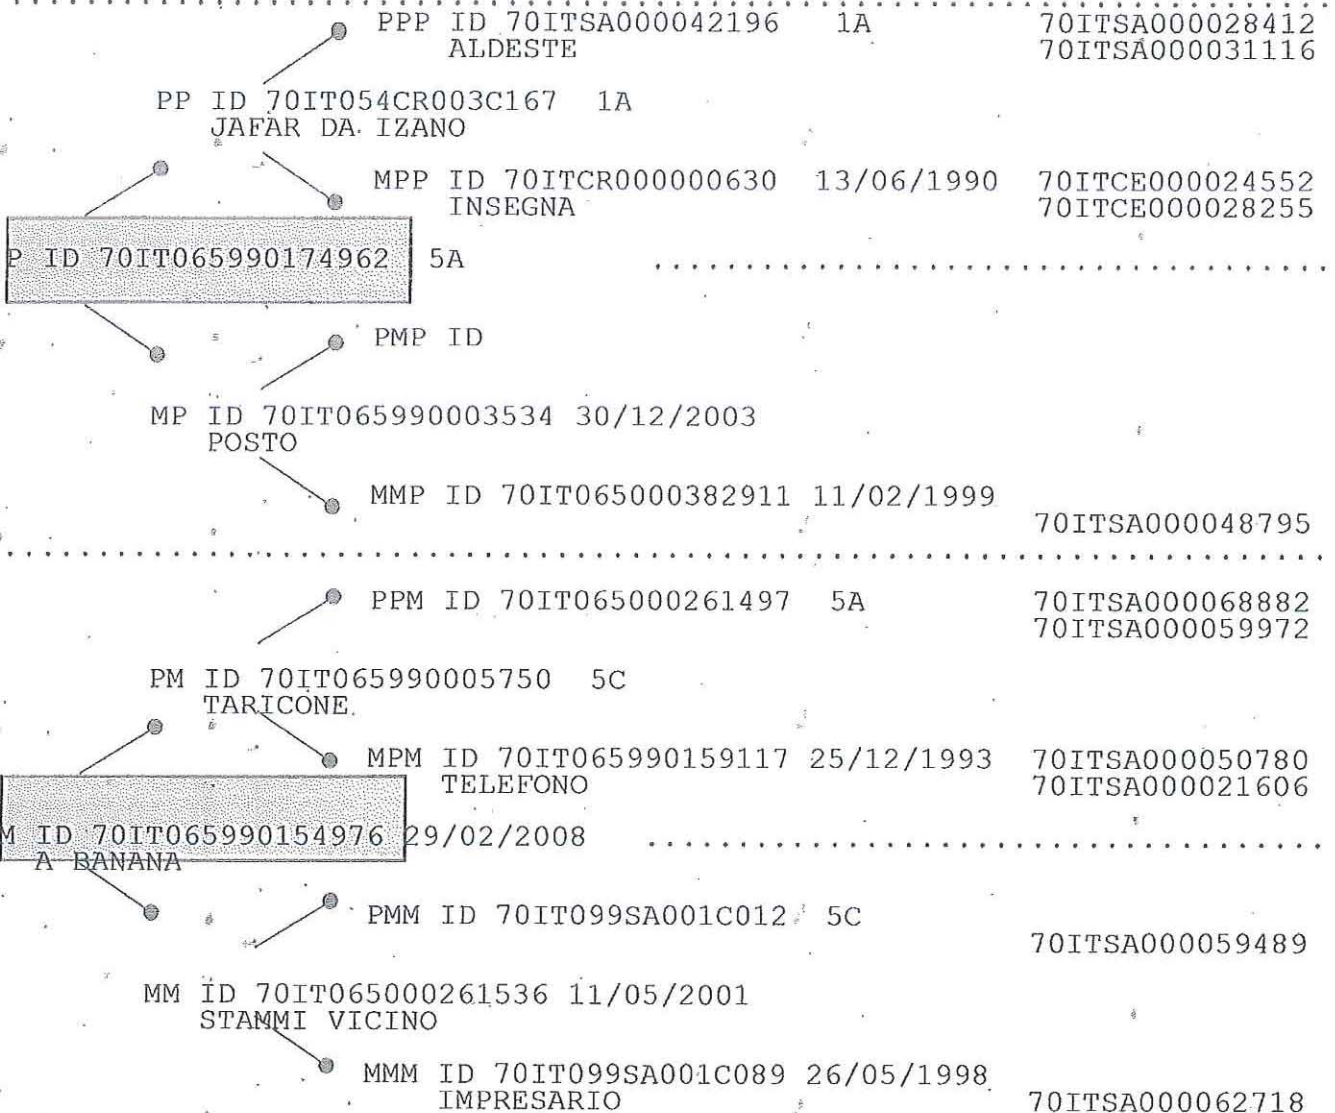 PPP ID 70ITSA000042196 1A 70ITSA000028412
ALDESTE 70ITSA000031116
PP ID 70IT054CR003C167 1A
JAFAR DA IZANO
MPP ID 70ITCR000000630 13/06/1990 70ITCE000024552
INSEGNA 70ITCE000028255
P ID 70IT065990174962 5A
PMP ID
MP ID 70IT065990003534 30/12/2003
POSTO
MMP ID 70IT065000382911 11/02/1999
70ITSA000048795
PPM ID 70IT065000261497 5A 70ITSA000068882
70ITSA000059972
PM ID 70IT065990005750 5C
TARICONE
MPM ID 70IT065990159117 25/12/1993 70ITSA000050780
TELEFONO 70ITSA000021606
M ID 70IT065990154976 29/02/2008
A BANANA
PMM ID 70IT099SA001C012 5C
70ITSA000059489
MM ID 70IT065000261536 11/05/2001
STAMMI VICINO
MMM ID 70IT099SA001C089 26/05/1998
IMPRESARIO 70ITSA000062718